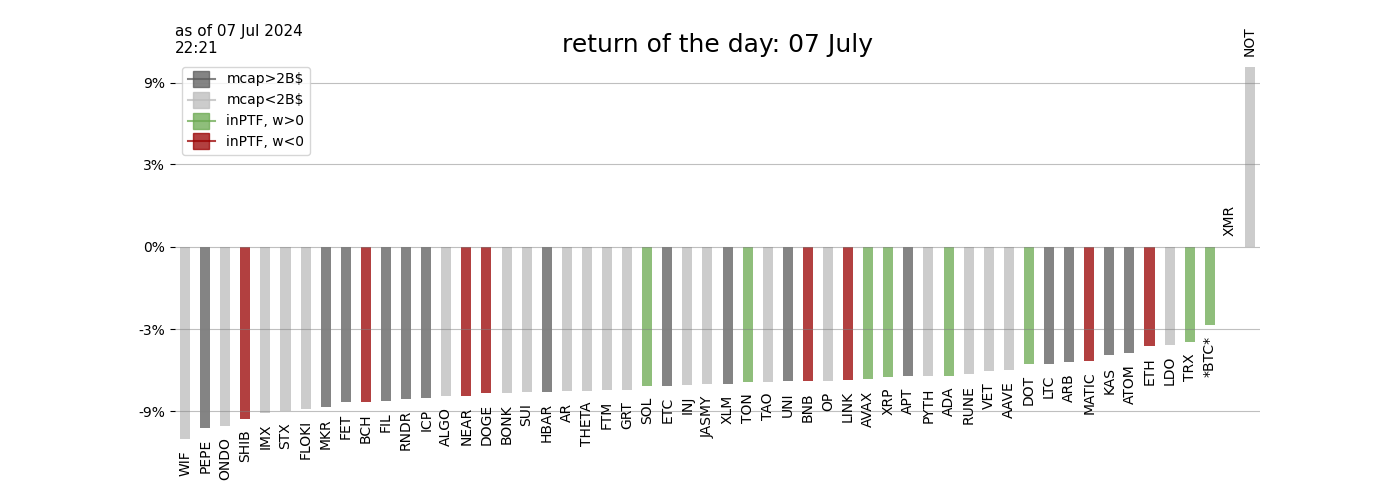 as of 07 Jul 2024
22:21
return of the day: 07 July
NOT
mcap>2B$
mcap<2B$
inPTF, w>0
inPTF, w<0
9%
3%
0%
-3%
-9%
XMR
WIF
PEPE
ONDO
SHIB
IMX
STX
FLOKI
MKR
FET
BCH
FIL
RNDR
ICP
ALGO
NEAR
DOGE
BONK
SUI
HBAR
AR
THETA
FTM
GRT
SOL
ETC
INJ
JASMY
XLM
TON
TAO
UNI
BNB
OP
LINK
AVAX
XRP
APT
PYTH
ADA
RUNE
VET
AAVE
DOT
LTC
ARB
MATIC
KAS
ATOM
ETH
LDO
TRX
*BTC*